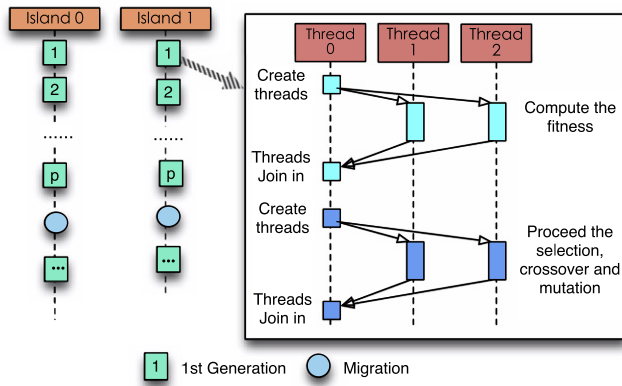 Island 0
Island 1
1
2
......
p
...
1
2
......
p
...
Thread 0
Thread 1
Thread 2
Create threads
Compute the fitness
Threads Join in
Create threads
Proceed the selection, crossover and mutation
Threads Join in
1
1st Generation
Migration